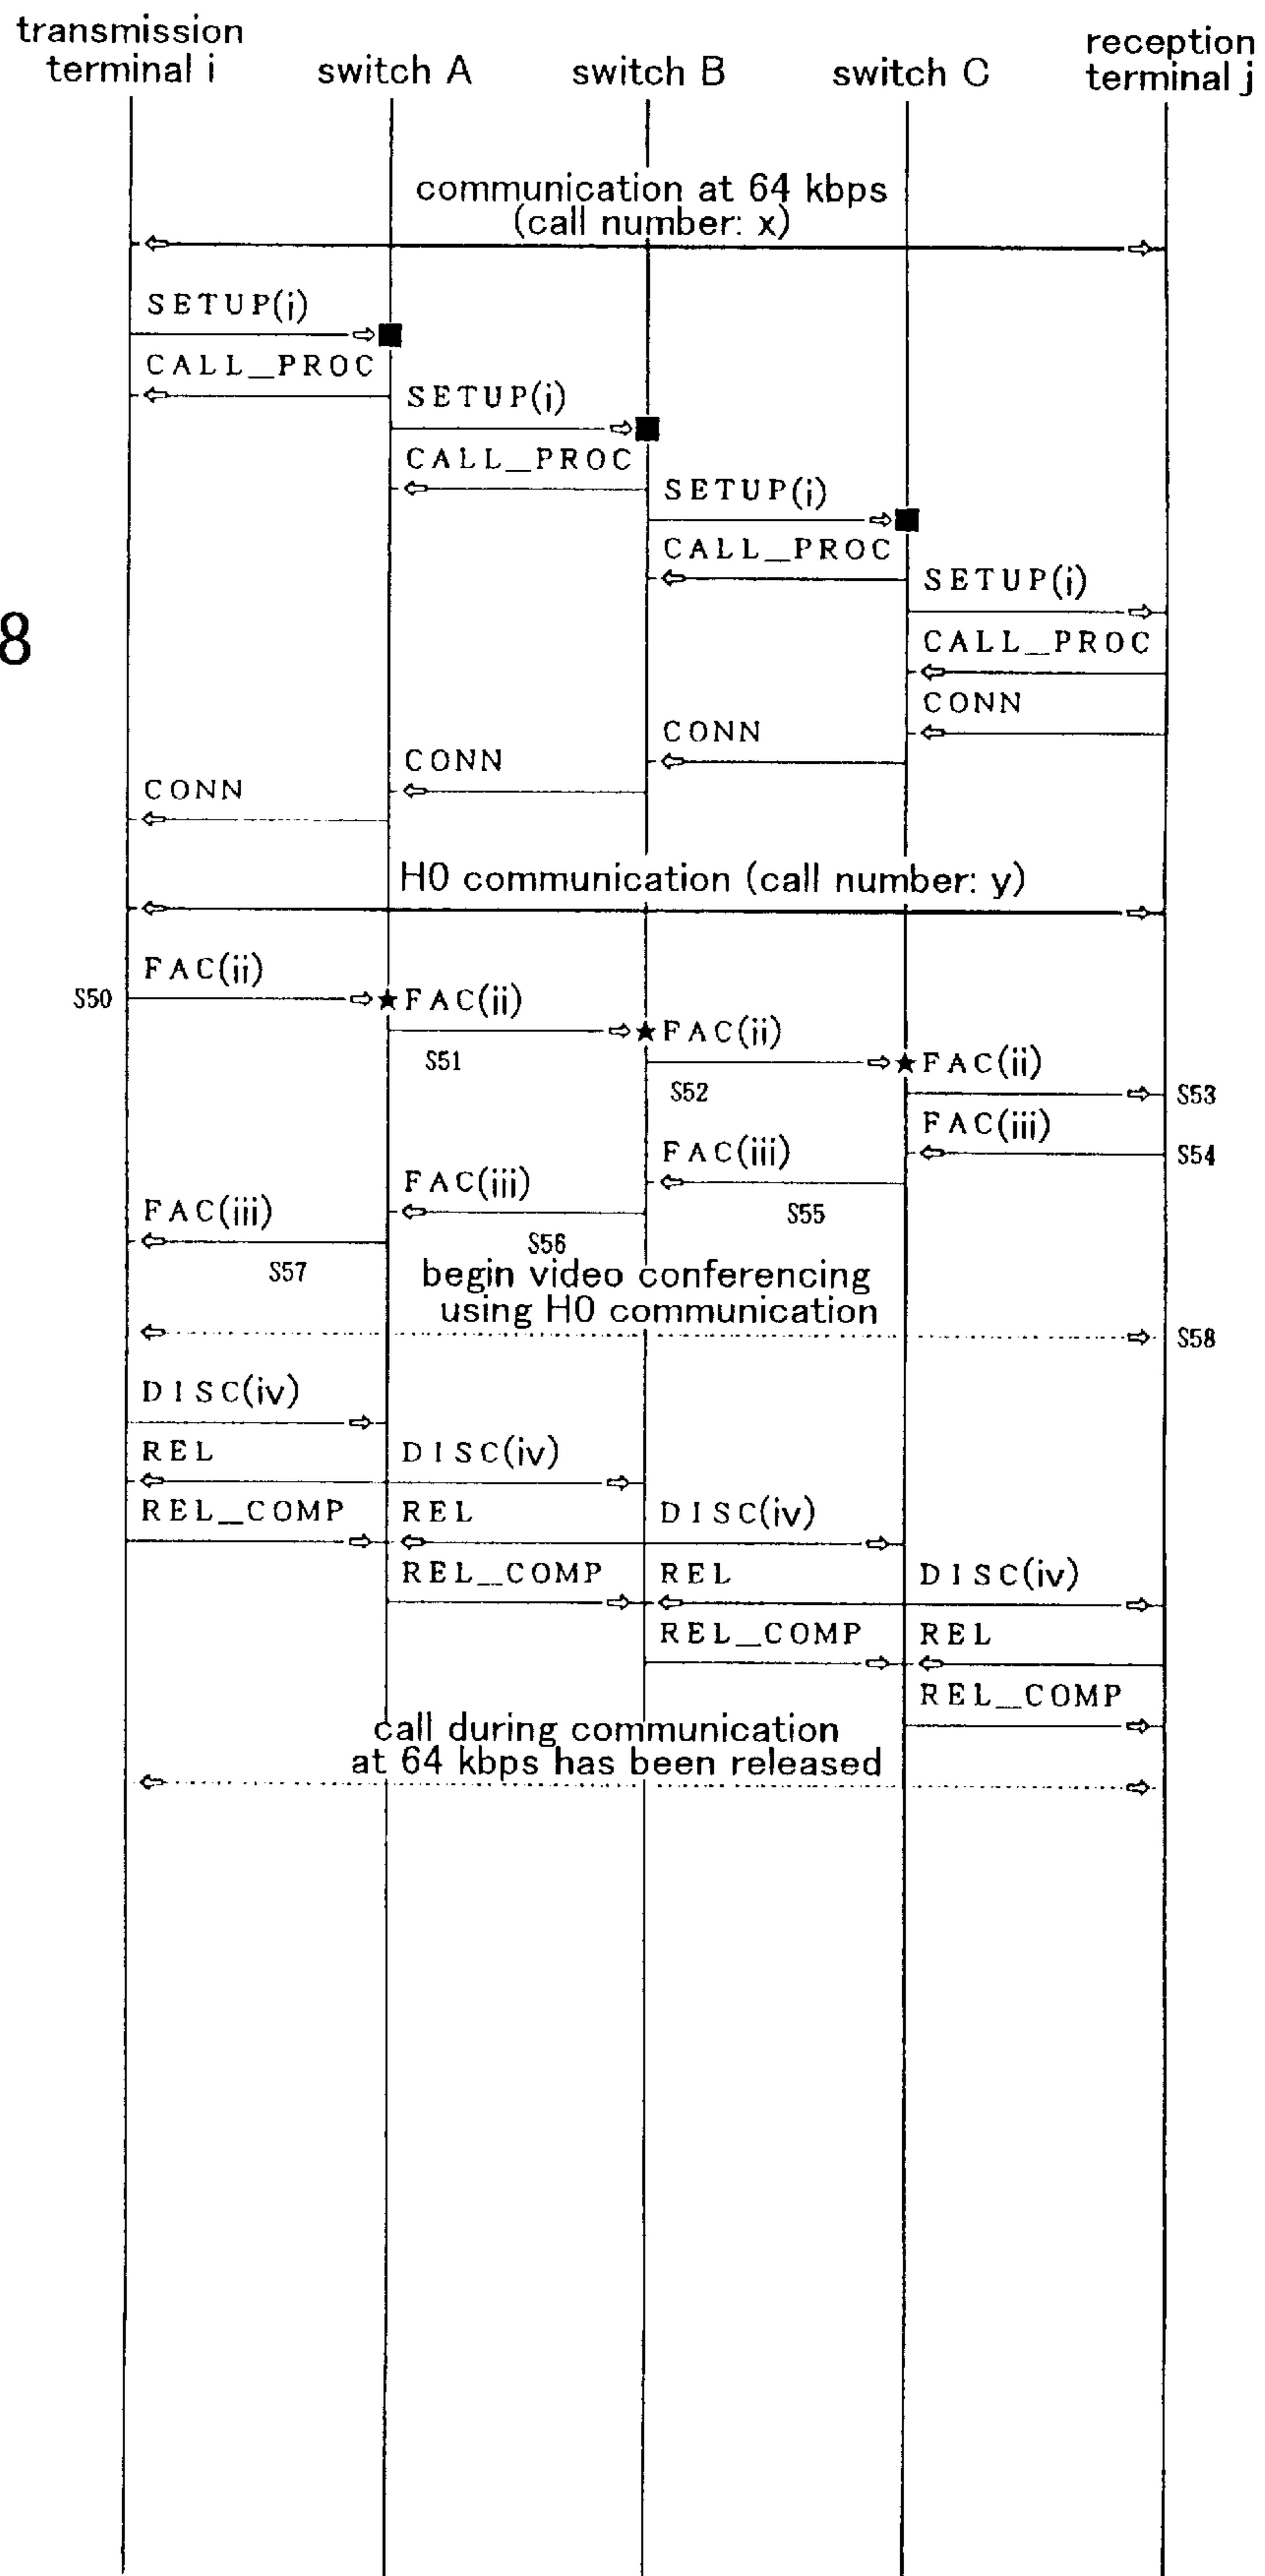 transmission
terminal i
switch A
switch B
switch C
reception
terminal j
communication at 64 kbps
(call number: x)
SETUP(i)
CALL_PROC
SETUP(i)
CALL_PROC
SETUP(i)
CALL_PROC
SETUP(i)
8
CALL_PROC
CONN
CONN
CONN
CONN
H0 communication (call number: y)
FAC(ii)
S50
FAC(ii)
FAC(ii)
S51
FAC(ii)
S52
S53
FAC(iii)
S54
FAC(iii)
FAC(iii)
S55
FAC(iii)
S56
S57
begin video conferencing
using H0 communication
S58
DISC(iv)
REL
DISC(iv)
REL_COMP
REL
DISC(iv)
REL_COMP
REL
DISC(iv)
REL_COMP
REL
REL_COMP
call during communication
at 64 kbps has been released